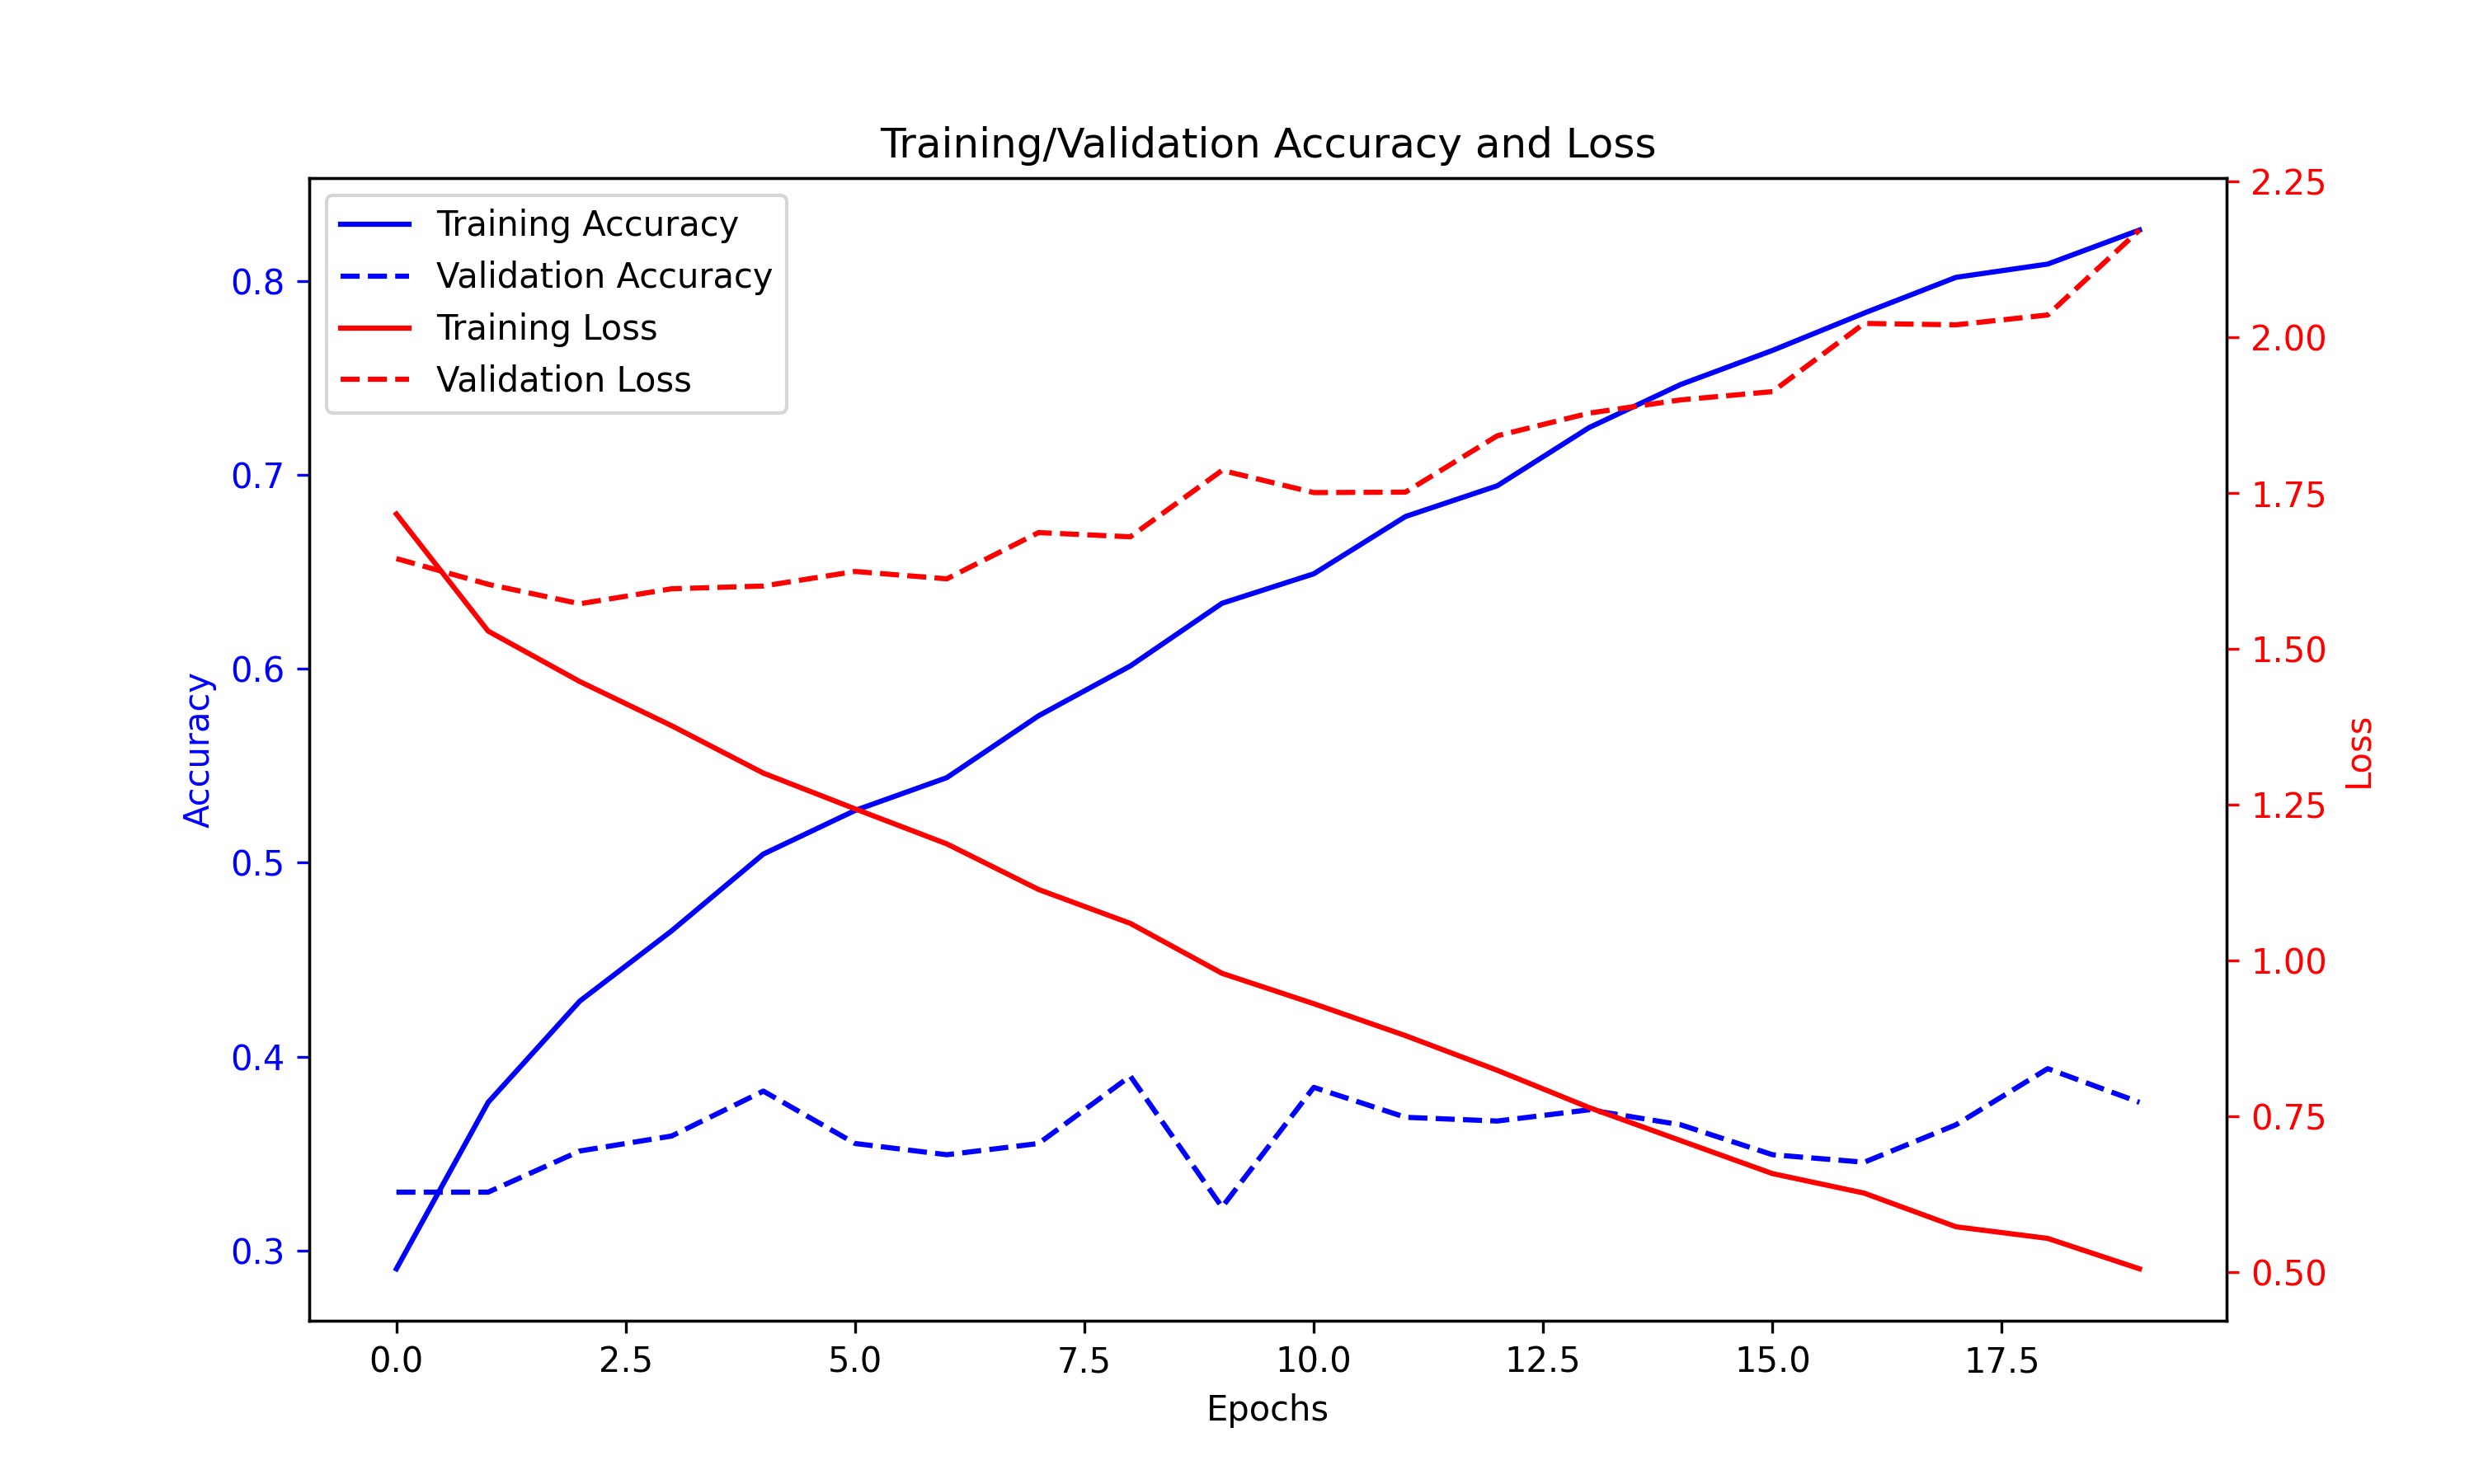 Training/Validation Accuracy and Loss
Training Accuracy
Validation Accuracy
Training Loss
Validation Loss
Accuracy
0.8
0.7
0.6
0.5
0.4
0.3
2.25
2.00
1.75
1.50
1.25
1.00
0.75
0.50
Loss
0.0 2.5 5.0 7.5 10.0 12.5 15.0 17.5
Epochs